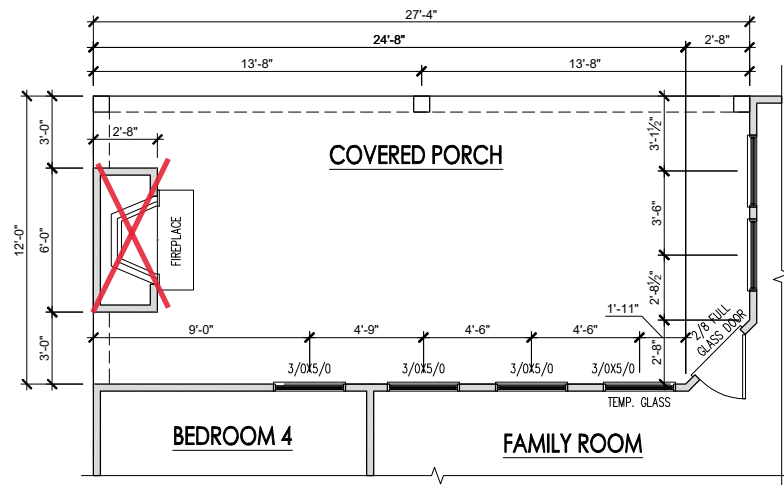 27'-4"
24'-8"
2'-8"
13'-8"
13'-8"
2'-8"
3'-0"
3'-1½"
COVERED PORCH
12'-0"
6'-0"
FIREPLACE
3'-6"
2'-8½"
1'-11"
2/8 FULL
GLASS DOOR
9'-0"
4'-9"
4'-6"
4'-6"
3'-0"
2'-8"
3/0X5/0
3/0X5/0
3/0X5/0
3/0X5/0
TEMP. GLASS
BEDROOM 4
FAMILY ROOM